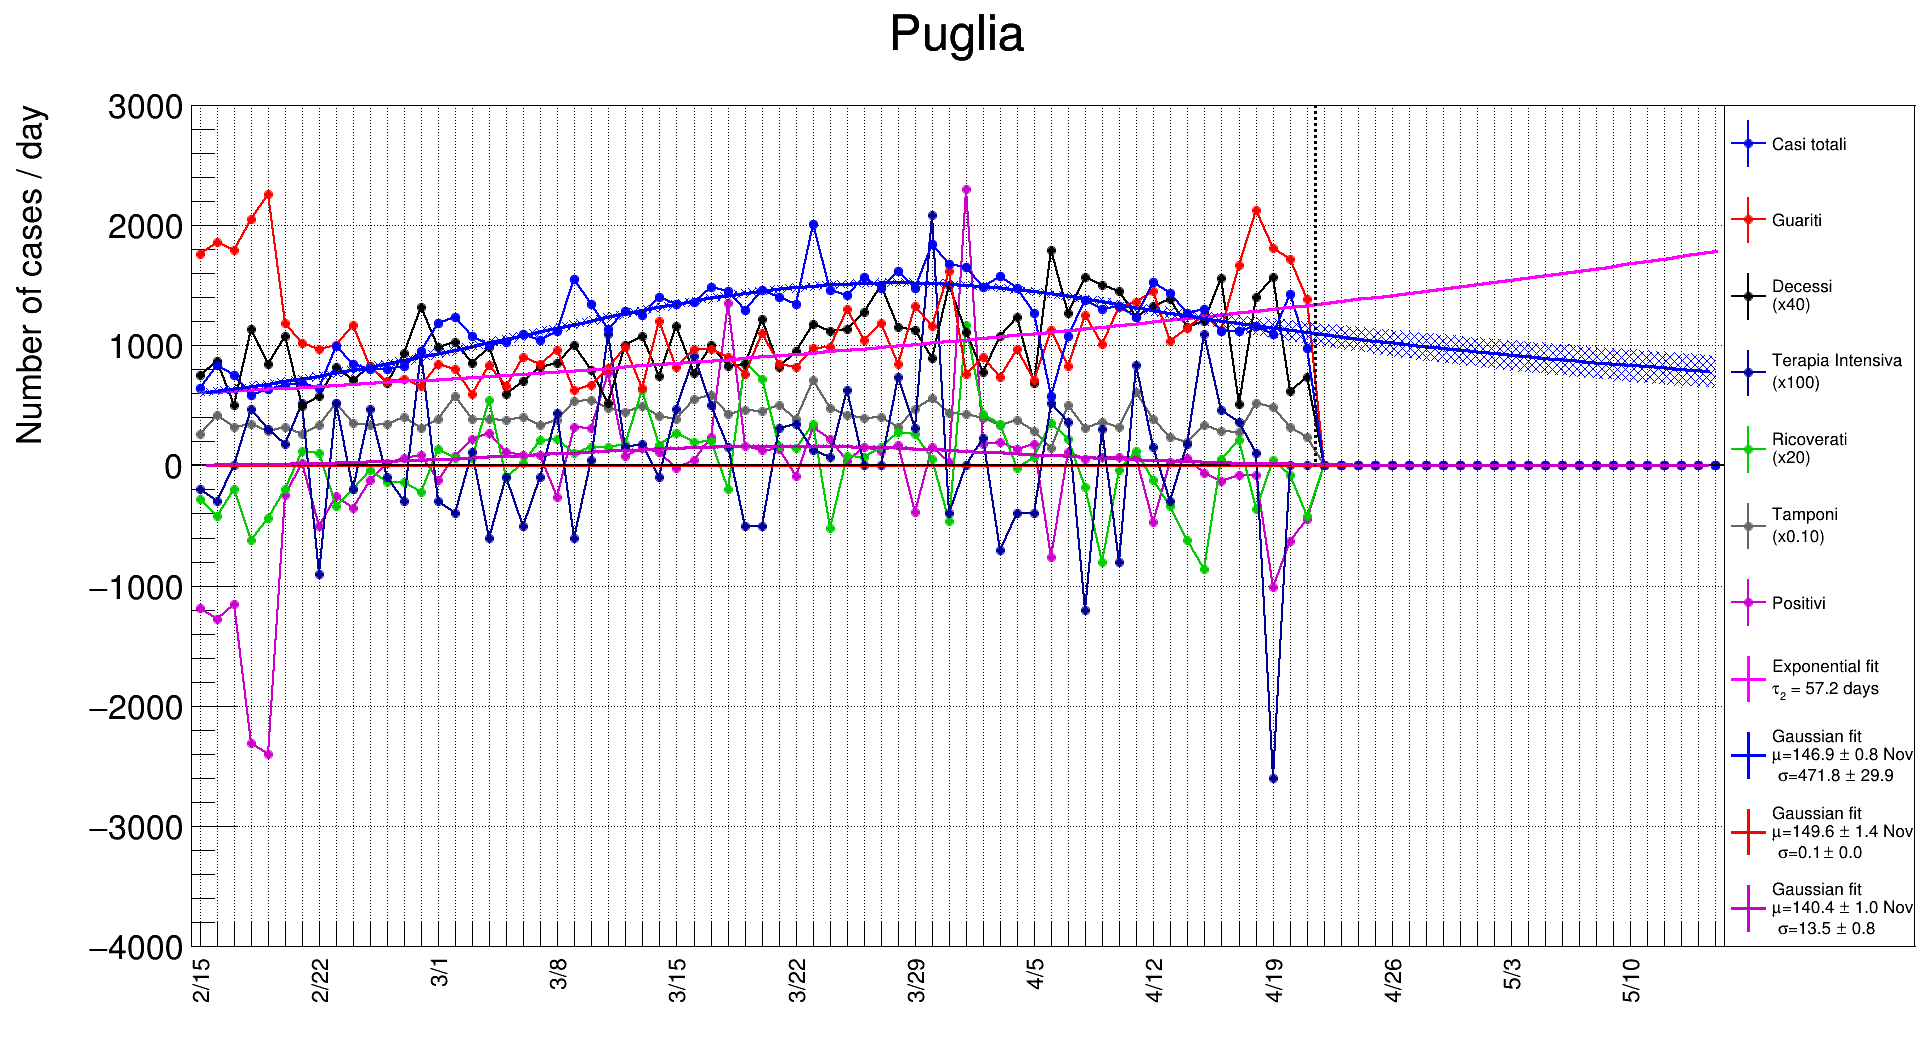 Puglia
Number of cases / day
3000
2000
1000
0
−1000
−2000
−3000
−4000
2/15
2/22
3/1
3/8
3/15
3/22
3/29
4/5
4/12
4/19
4/26
5/3
5/10
Casi totali
Guariti
Decessi
(x40)
Terapia Intensiva
(x100)
Ricoverati
(x20)
Tamponi
(x0.10)
Positivi
Exponential fit
τ2 = 57.2 days
Gaussian fit
μ=146.9 ± 0.8 Nov
σ=471.8 ± 29.9
Gaussian fit
μ=149.6 ± 1.4 Nov
σ=0.1 ± 0.0
Gaussian fit
μ=140.4 ± 1.0 Nov
σ=13.5 ± 0.8